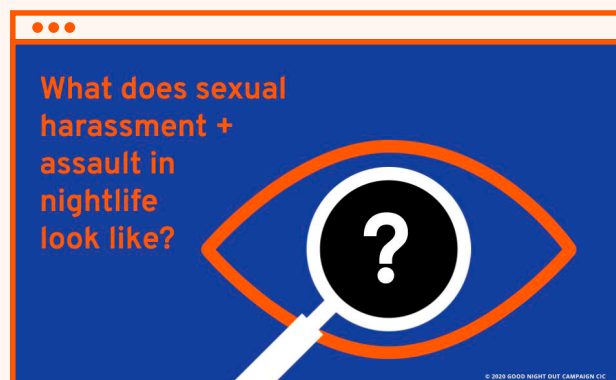 What does sexual
harassment +
assault in
nightlife
look like?
?
© 2020 GOOD NIGHT OUT CAMPAIGN CIC